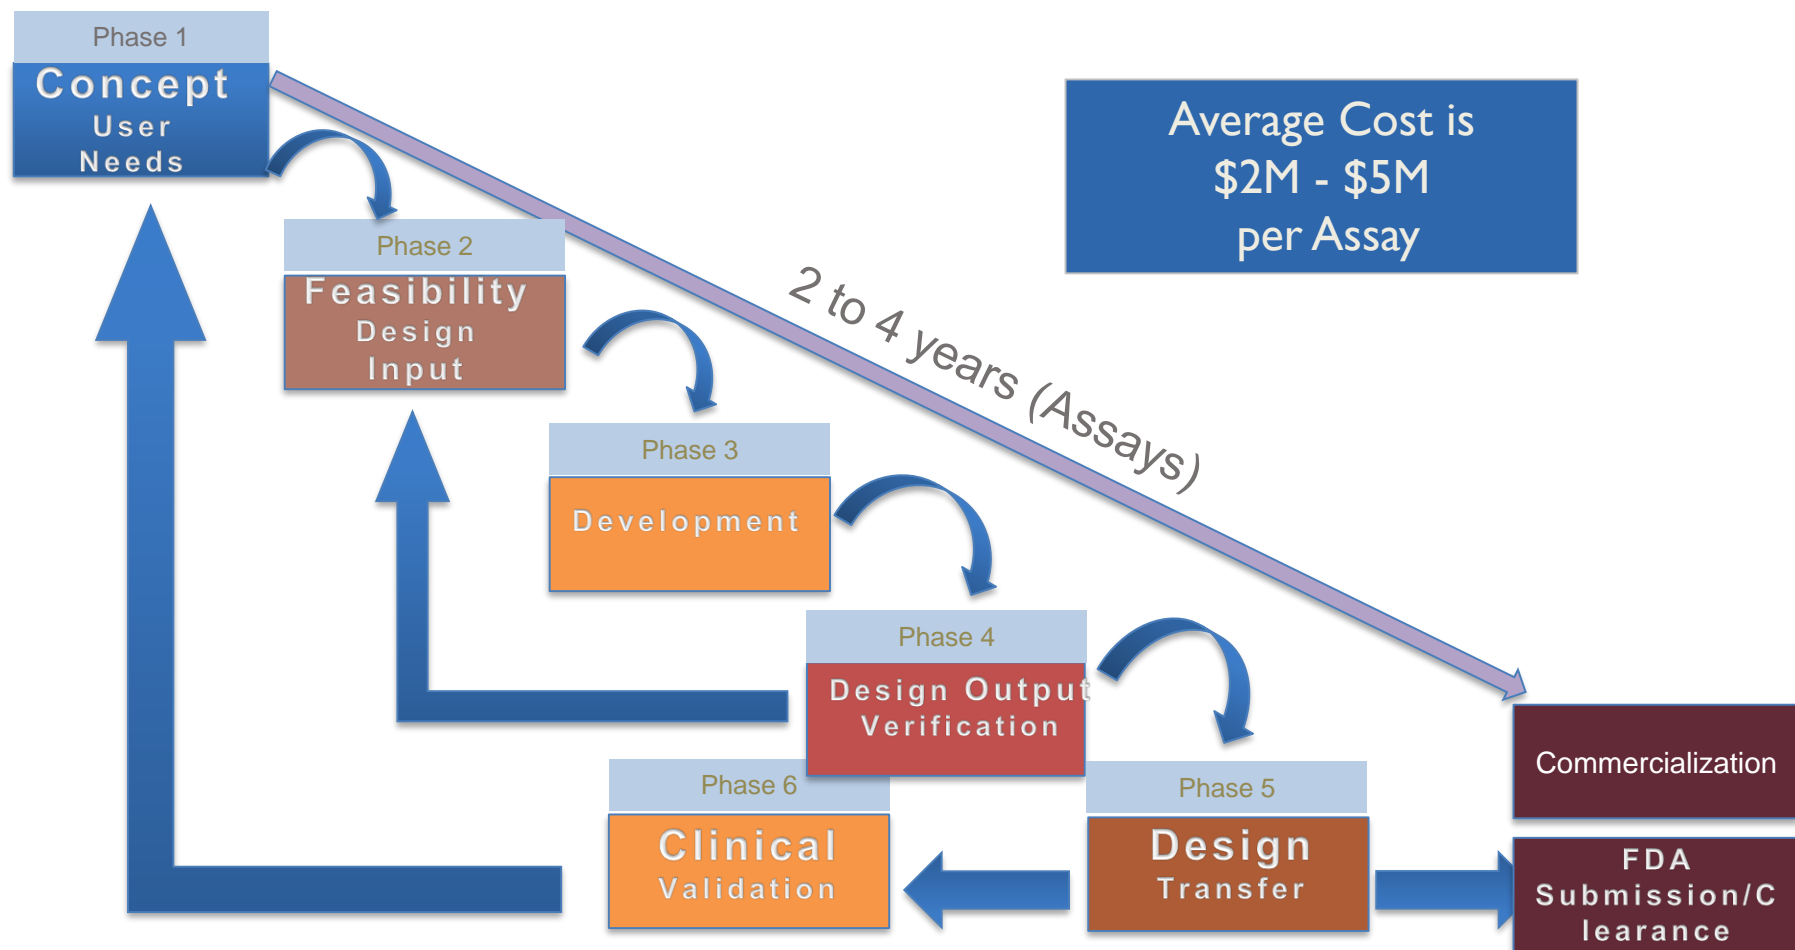 Phase 1
Concept
User
Needs
Average Cost is
$2M - $5M
per Assay
Phase 2
Feasibility
Design
Input
2 to 4 years (Assays)
Phase 3
Development
Phase 4
Design Output
Verification
Phase 6
Clinical
Validation
Phase 5
Design
Transfer
Commercialization
FDA
Submission/C
learance